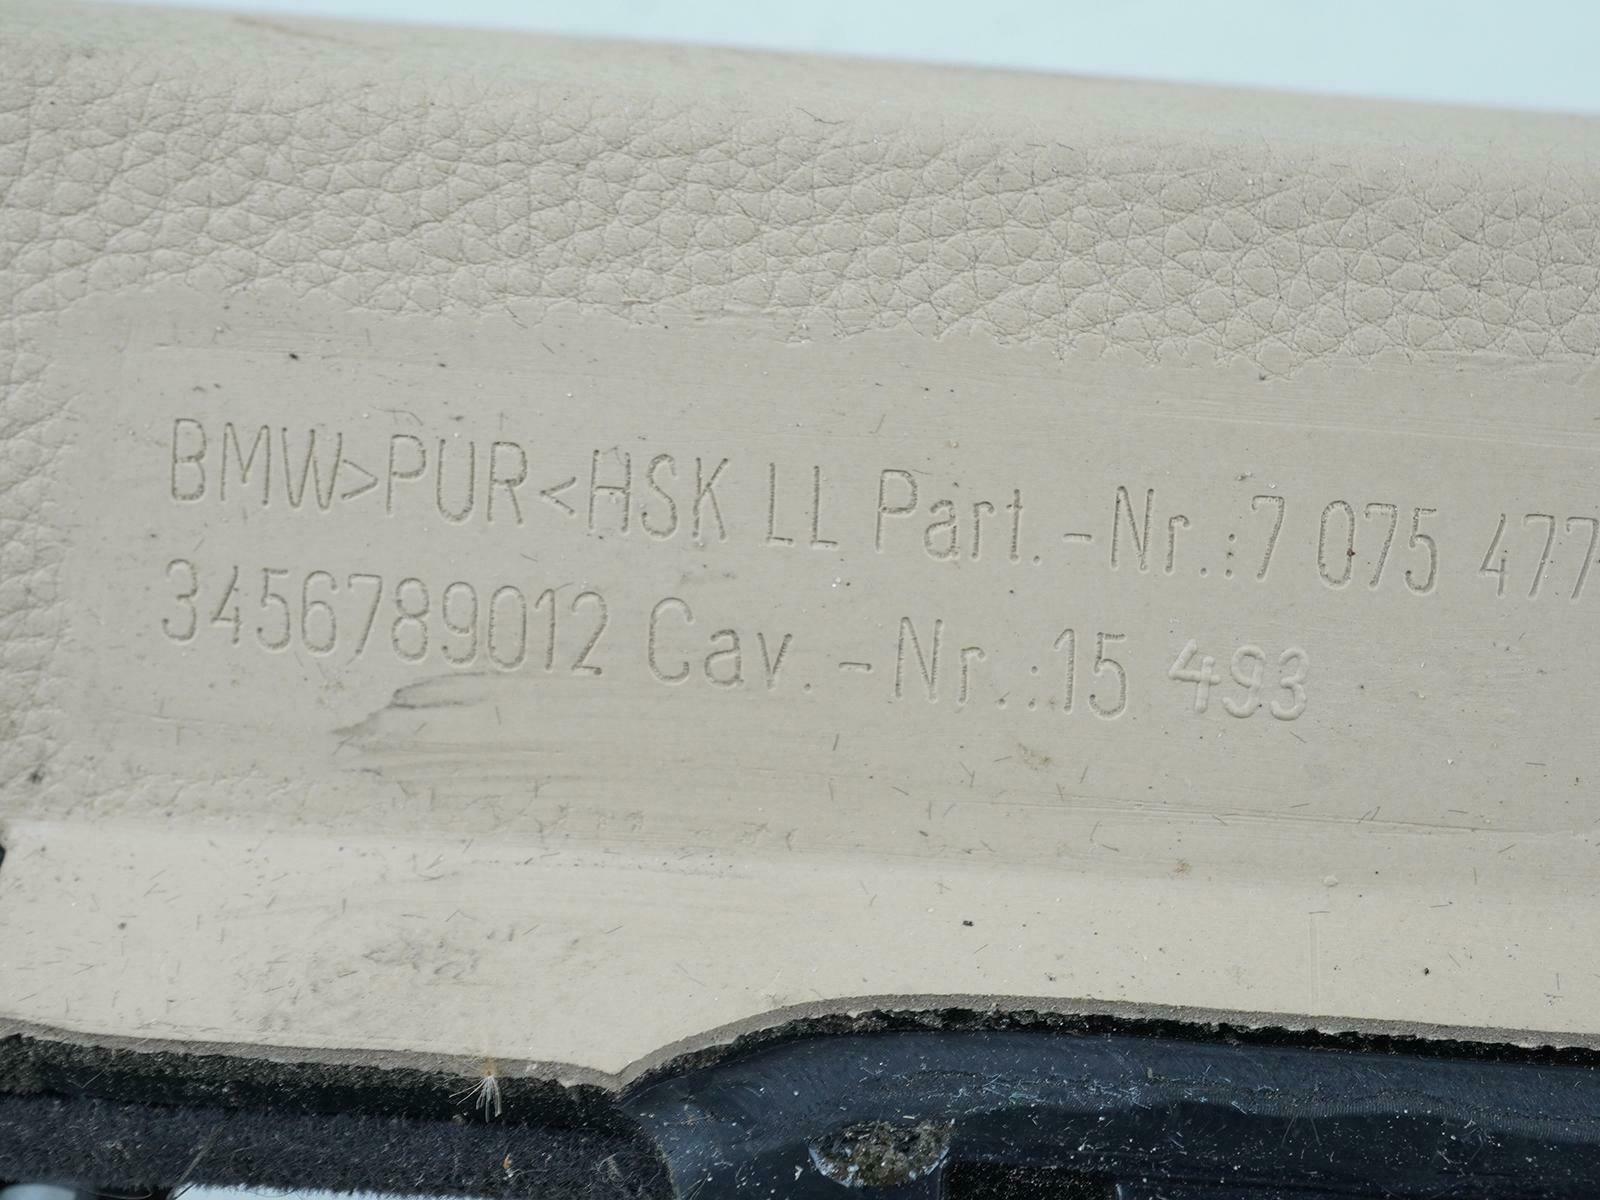 BMW>PUR<HSK LL Part.-Nr.:7 075 477
3456789012 Cav.-Nr.:15 493